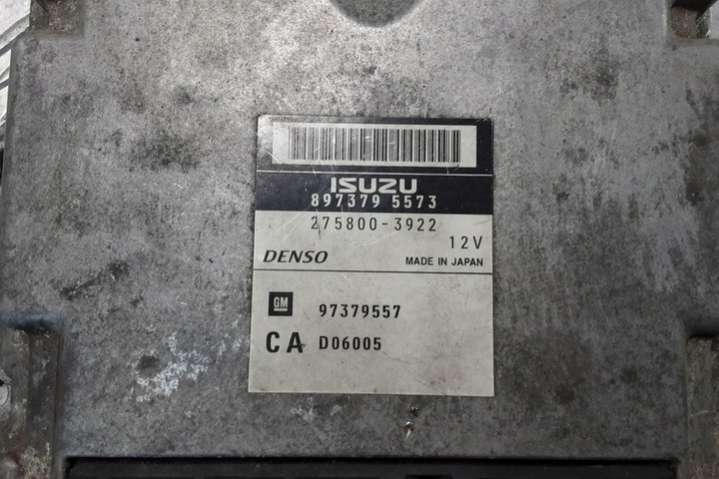 ISUZU
897379 5573
275800-3922
12V
DENSO MADE IN JAPAN
GM 97379557
CA D06005